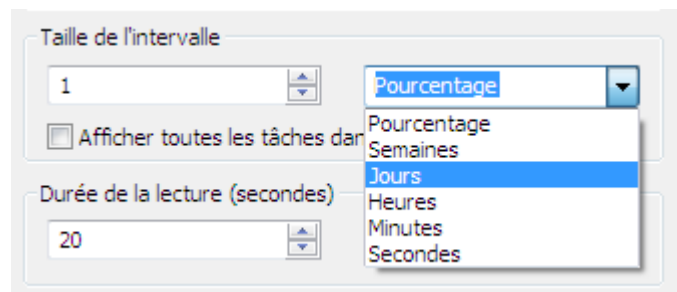 Taille de l'intervalle
1
Pourcentage
Afficher toutes les tâches
Pourcentage
Semaines
Jours
Heures
Minutes
Secondes
Durée de la lecture (secondes)
20